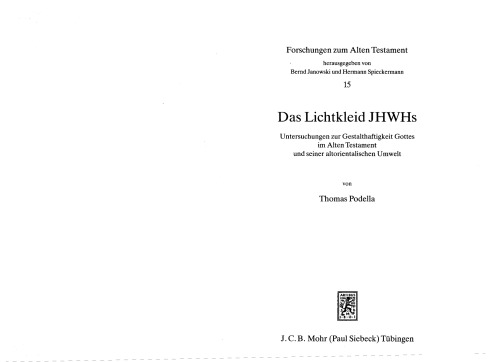 Forschungen zum Alten Testament
herausgegeben von
Bernd Janowski und Hermann Spieckermann
15
Das Lichtkleid JHWHs
Untersuchungen zur Gestalthaftigkeit Gottes
im Alten Testament
und seiner altorientalischen Umwelt
von
Thomas Podella
J. C. B. Mohr (Paul Siebeck) Tübingen